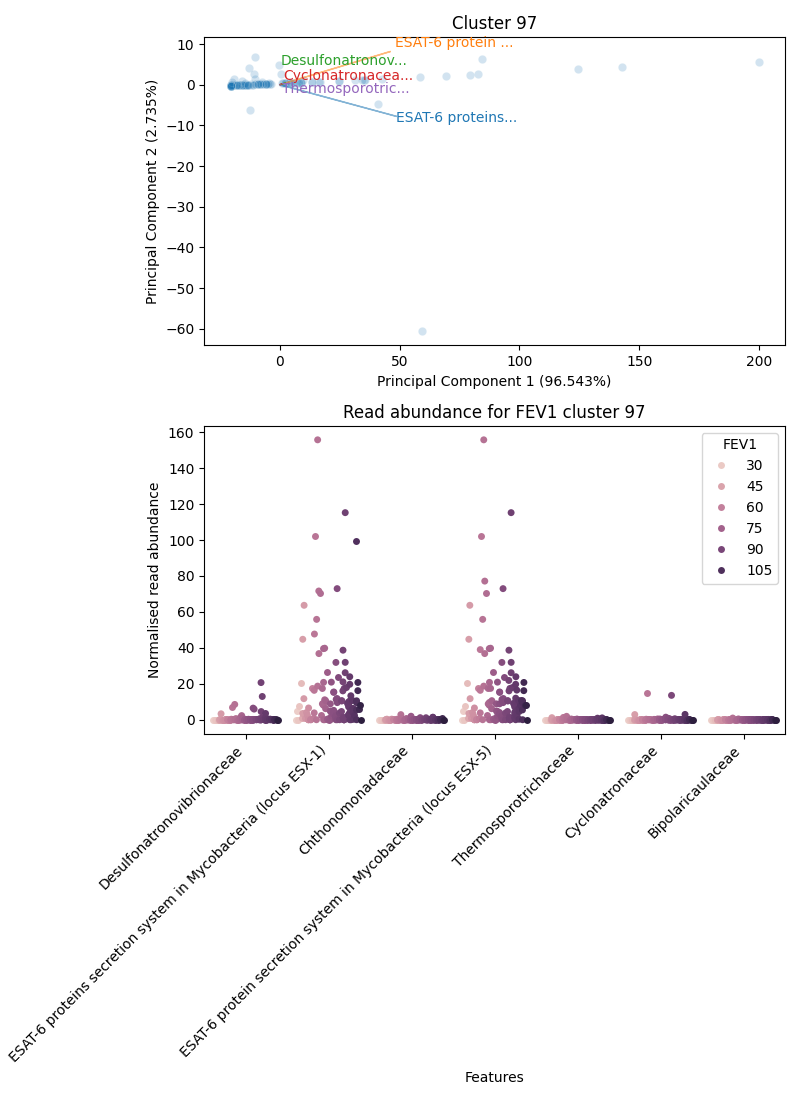 Cluster 97
10
0
−10
−20
−30
−40
−50
−60
Principal Component 2 (2.735%)
ESAT-6 protein ...
Desulfonatronov...
Cyclonatronacea...
Thermosporotric...
ESAT-6 proteins...
0
50
100
150
200
Principal Component 1 (96.543%)
Read abundance for FEV1 cluster 97
160
140
120
100
80
60
40
20
0
Normalised read abundance
FEV1
30
45
60
75
90
105
Desulfonatronovibrionaceae
ESAT-6 proteins secretion system in Mycobacteria (locus ESX-1)
Chthonomonadaceae
ESAT-6 protein secretion system in Mycobacteria (locus ESX-5)
Thermosporotrichaceae
Cyclonatronaceae
Bipolaricaulaceae
Features